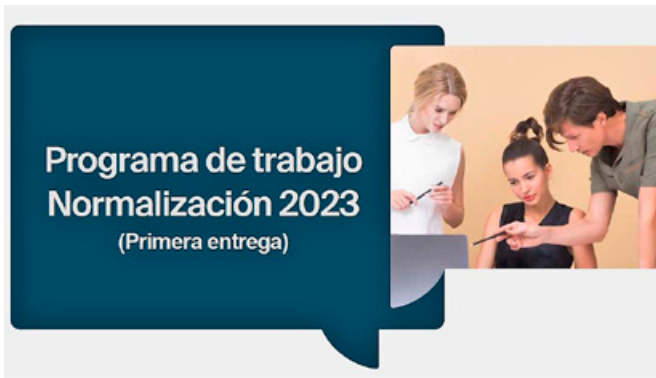 Programa de trabajo
Normalización 2023
(Primera entrega)